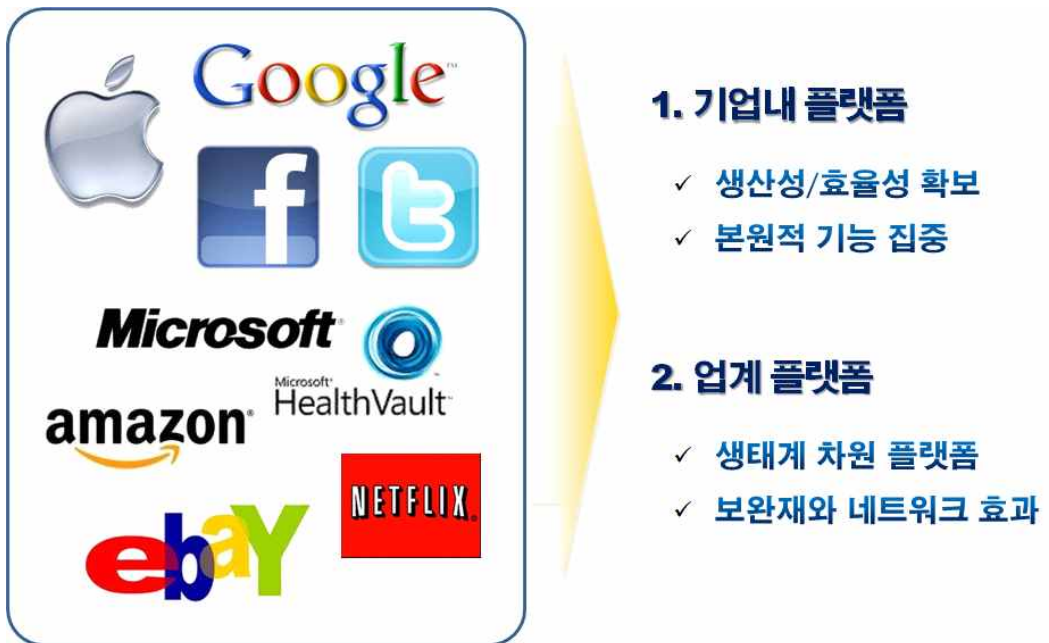 Google™
f
t
Microsoft®
Microsoft®
HealthVault™
amazon®
NETFLIX®
ebaY
1. 기업내 플랫폼
✓ 생산성/효율성 확보
✓ 본원적 기능 집중
2. 업계 플랫폼
✓ 생태계 차원 플랫폼
✓ 보완재와 네트워크 효과